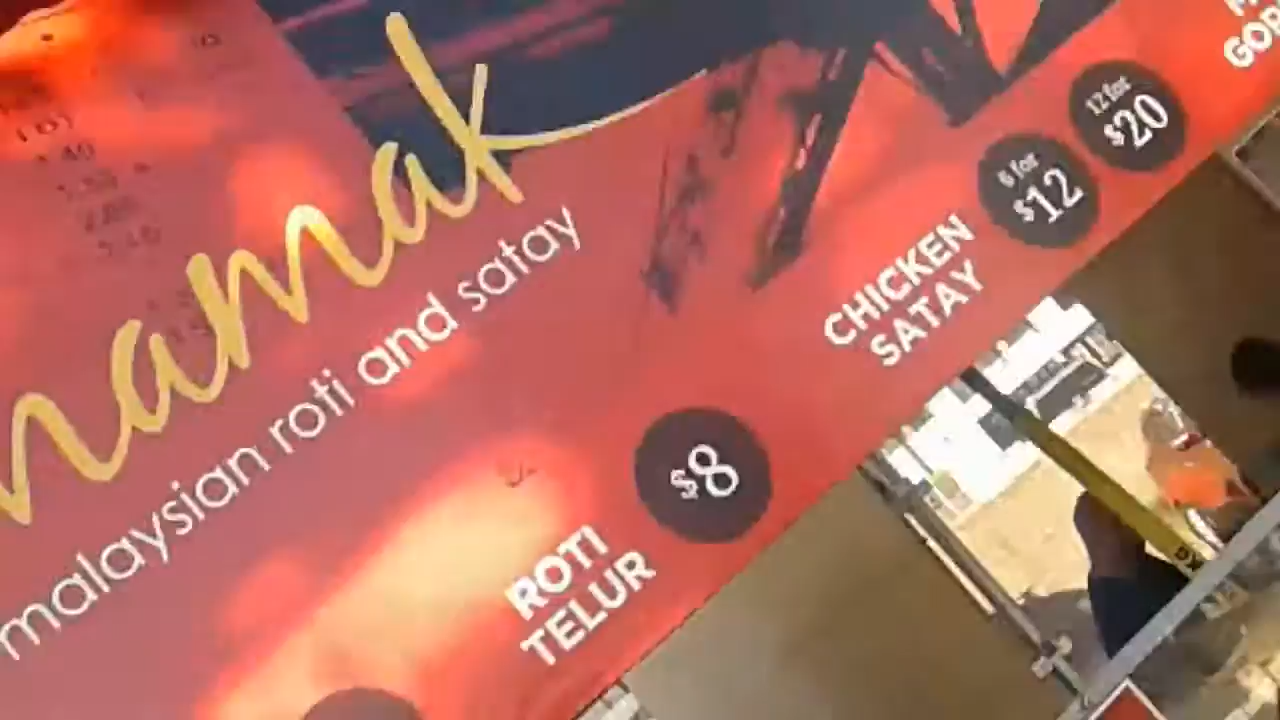 mamak
malaysian roti and satay
ROTI
TELUR
$8
CHICKEN
SATAY
6 for
$12
12 for
$20